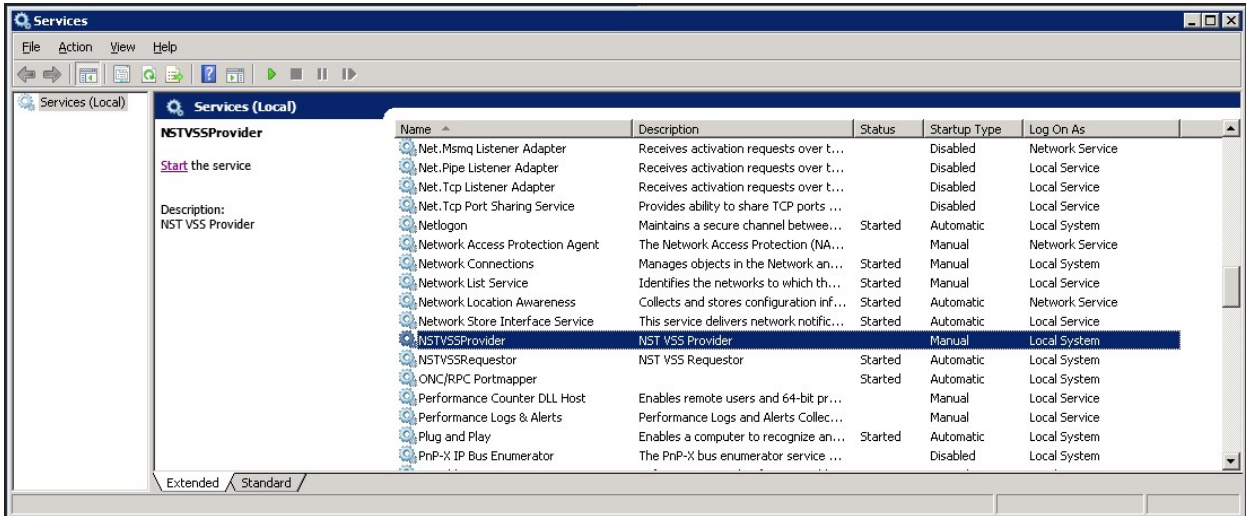 Services
File Action View Help
Services (Local)
Services (Local)
NSTVSSProvider
Start the service
Description:
NST VSS Provider
Name Description Status Startup Type Log On As
Net.Msmq Listener Adapter Receives activation requests over t... Disabled Network Service
Net.Pipe Listener Adapter Receives activation requests over t... Disabled Local Service
Net.Tcp Listener Adapter Receives activation requests over t... Disabled Local Service
Net.Tcp Port Sharing Service Provides ability to share TCP ports ... Disabled Local Service
Netlogon Maintains a secure channel betwee... Started Automatic Local System
Network Access Protection Agent The Network Access Protection (NA... Manual Network Service
Network Connections Manages objects in the Network an... Started Manual Local System
Network List Service Identifies the networks to which th... Started Manual Local Service
Network Location Awareness Collects and stores configuration inf... Started Automatic Network Service
Network Store Interface Service This service delivers network notific... Started Automatic Local Service
NSTVSSProvider NST VSS Provider Manual Local System
NSTVSSRequestor NST VSS Requestor Started Automatic Local System
ONC/RPC Portmapper Started Automatic Local System
Performance Counter DLL Host Enables remote users and 64-bit pr... Manual Local Service
Performance Logs & Alerts Performance Logs and Alerts Collec... Manual Local Service
Plug and Play Enables a computer to recognize an... Started Automatic Local System
PnP-X IP Bus Enumerator The PnP-X bus enumerator service ... Disabled Local System
Extended Standard